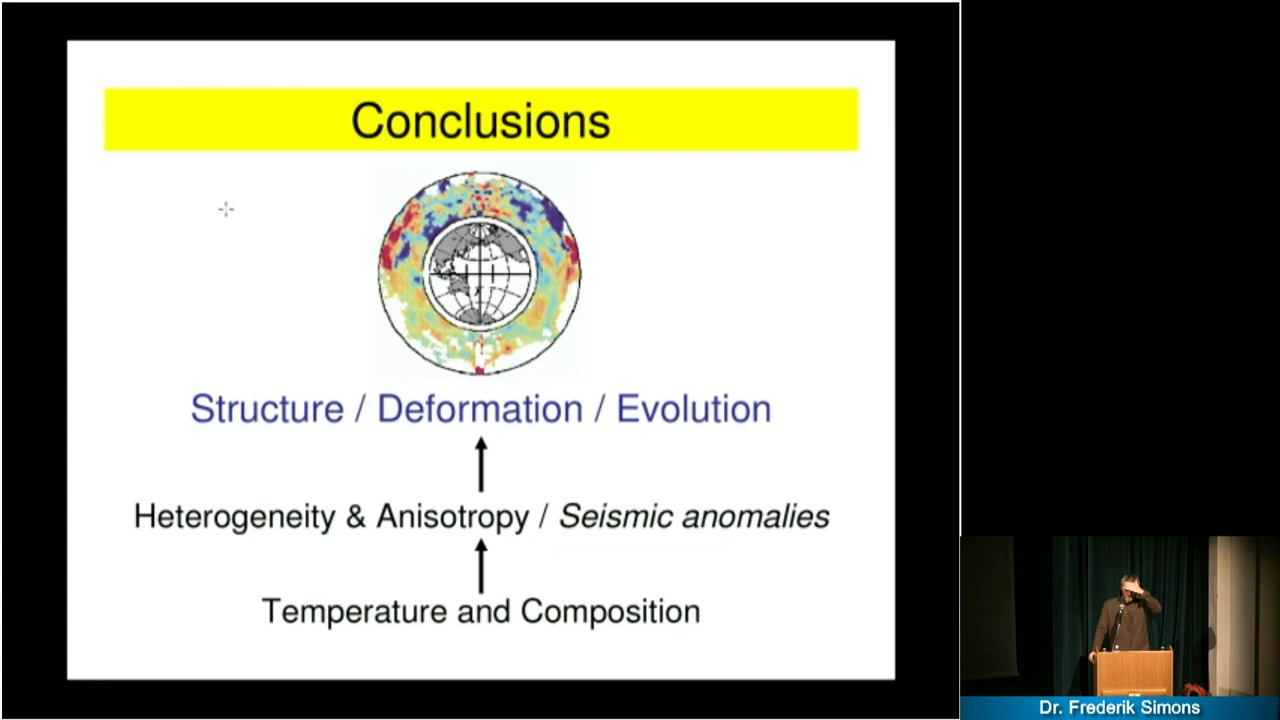 Conclusions
Structure / Deformation / Evolution
Heterogeneity & Anisotropy / Seismic anomalies
Temperature and Composition
Dr. Frederik Simons